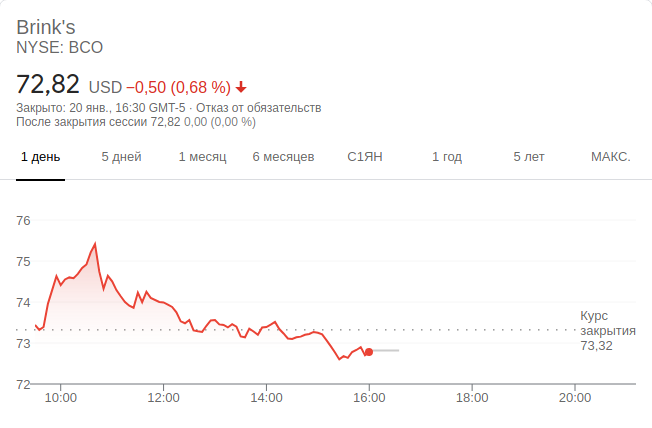 Brink's
NYSE: BCO
72,82 USD −0,50 (0,68 %)
Закрыто: 20 янв., 16:30 GMT-5 · Отказ от обязательств
После закрытия сессии 72,82 0,00 (0,00 %)
1 день 5 дней 1 месяц 6 месяцев С1ЯН 1 год 5 лет МАКС.
76
75
74
Курс
закрытия
73,32
73
72
10:00 12:00 14:00 16:00 18:00 20:00